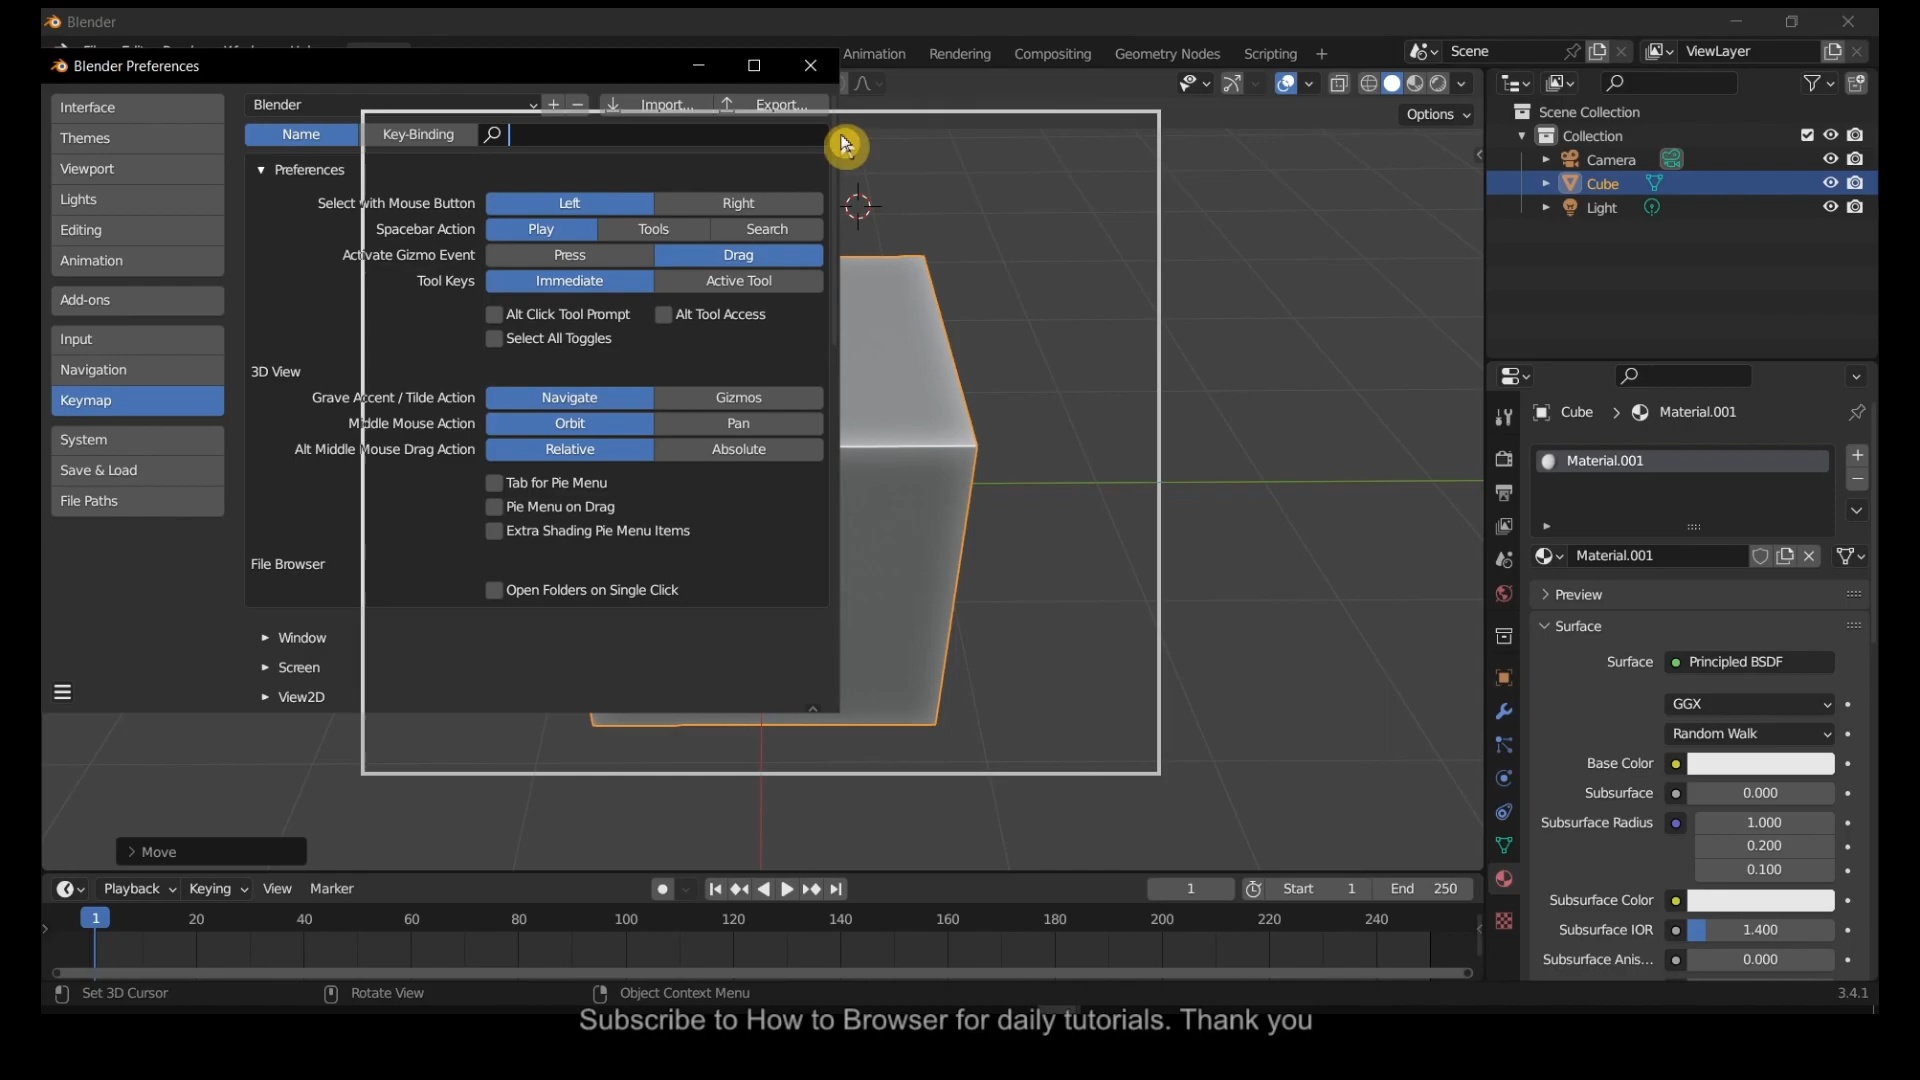 Blender
Blender Preferences
Animation
Rendering
Compositing
Geometry Nodes
Scripting
Scene
ViewLayer
Interface
Themes
Viewport
Lights
Editing
Animation
Add-ons
Input
Navigation
Keymap
System
Save & Load
File Paths
Blender
Import...
Export...
Name
Key-Binding
Preferences
Select with Mouse Button
Left
Right
Spacebar Action
Play
Tools
Search
Activate Gizmo Event
Press
Drag
Tool Keys
Immediate
Active Tool
Alt Click Tool Prompt
Alt Tool Access
Select All Toggles
3D View
Grave Accent / Tilde Action
Navigate
Gizmos
Middle Mouse Action
Orbit
Pan
Alt Middle Mouse Drag Action
Relative
Absolute
Tab for Pie Menu
Pie Menu on Drag
Extra Shading Pie Menu Items
File Browser
Open Folders on Single Click
Window
Screen
View2D
Options
Scene Collection
Collection
Camera
Cube
Light
Cube
Material.001
Material.001
Material.001
Preview
Surface
Surface
Principled BSDF
GGX
Random Walk
Base Color
Subsurface
0.000
Subsurface Radius
1.000
0.200
0.100
Subsurface Color
Subsurface IOR
1.400
Subsurface Anis...
0.000
Move
Playback
Keying
View
Marker
1
Start
1
End
250
1
20
40
60
80
100
120
140
160
180
200
220
240
Set 3D Cursor
Rotate View
Object Context Menu
3.4.1
Subscribe to How to Browser for daily tutorials. Thank you